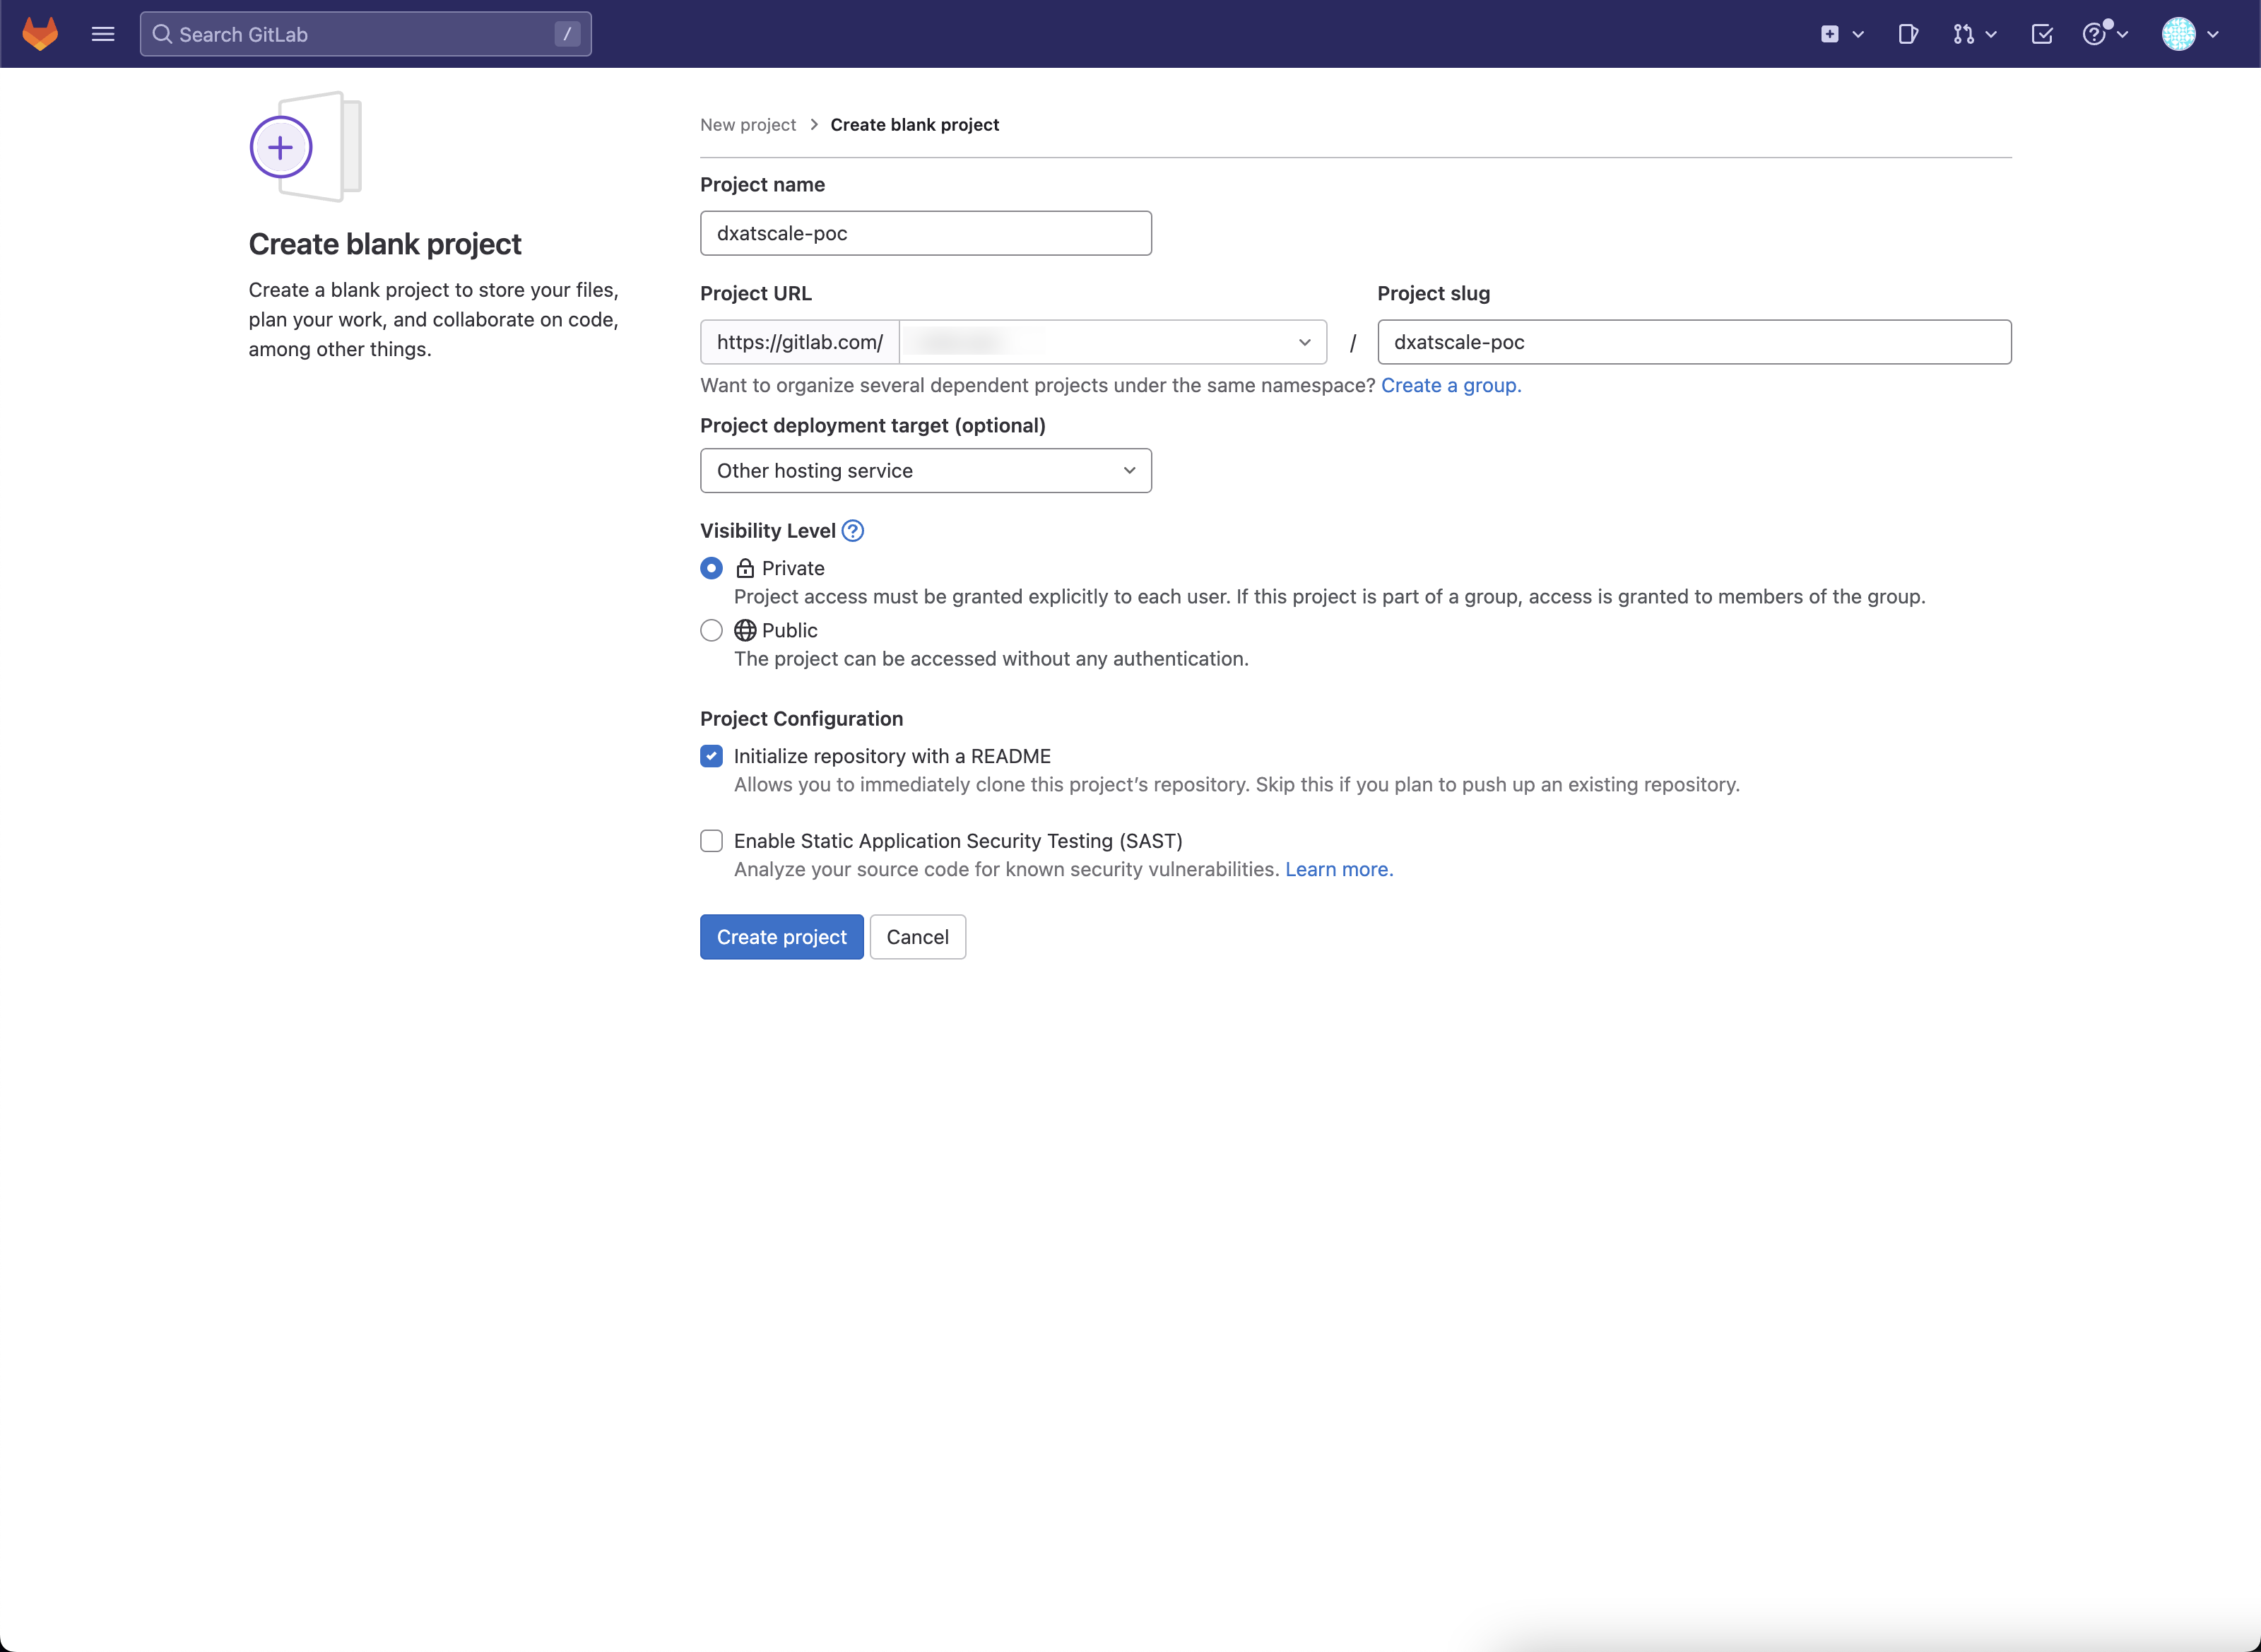 Search GitLab /
Create blank project
Create a blank project to store your files,
plan your work, and collaborate on code,
among other things.
New project > Create blank project
Project name
dxatscale-poc
Project URL
Project slug
https://gitlab.com/
/
dxatscale-poc
Want to organize several dependent projects under the same namespace? Create a group.
Project deployment target (optional)
Other hosting service
Visibility Level ?
Private
Project access must be granted explicitly to each user. If this project is part of a group, access is granted to members of the group.
Public
The project can be accessed without any authentication.
Project Configuration
Initialize repository with a README
Allows you to immediately clone this project’s repository. Skip this if you plan to push up an existing repository.
Enable Static Application Security Testing (SAST)
Analyze your source code for known security vulnerabilities. Learn more.
Create project
Cancel